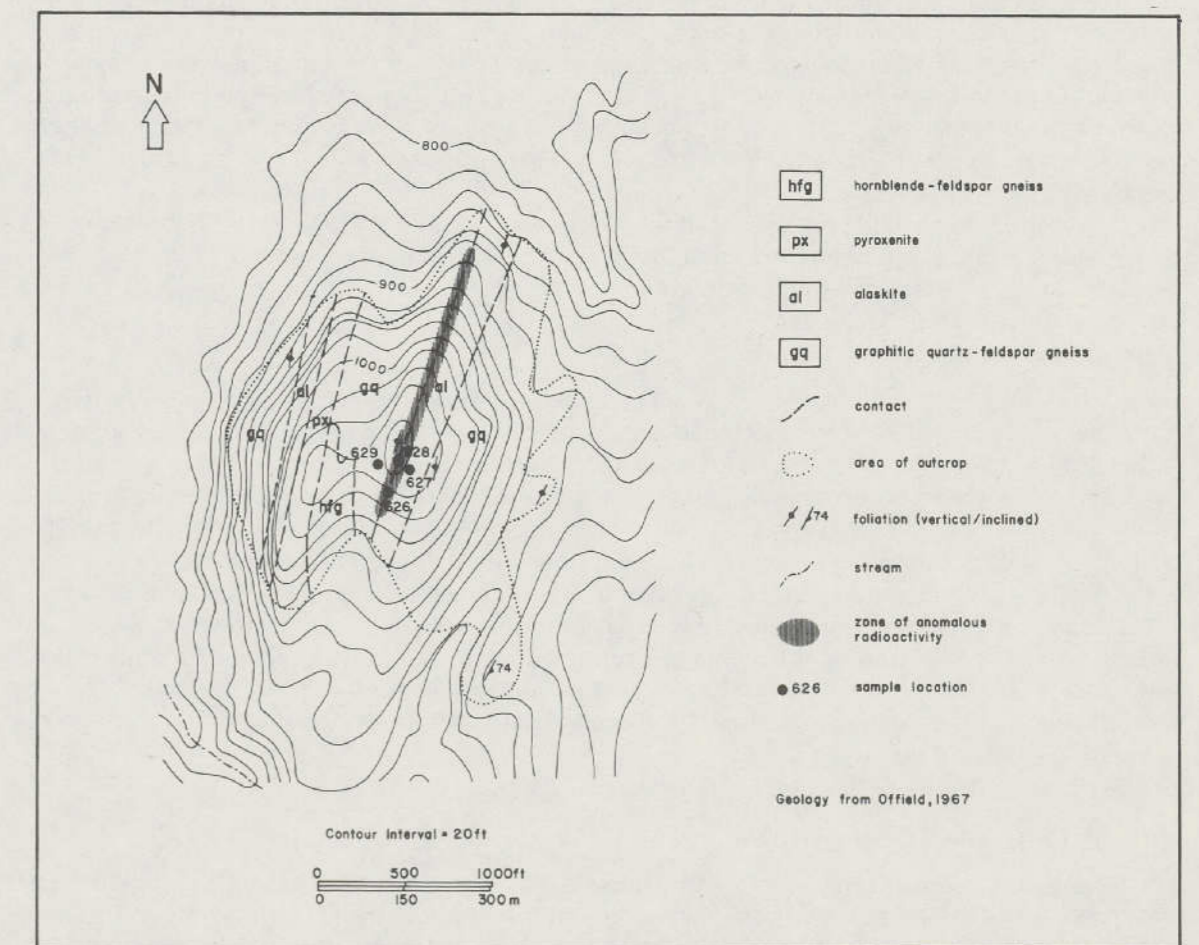 N
800
900
1000
al
gq
al
px
gq
gq
629
628
627
hfg
626
74
hfg hornblende-feldspar gneiss
px pyroxenite
al alaskite
gq graphitic quartz-feldspar gneiss
contact
area of outcrop
74 foliation (vertical/inclined)
stream
zone of anomalous
radioactivity
626 sample location
Geology from Offield, 1967
Contour Interval = 20ft
0 500 1000ft
0 150 300m